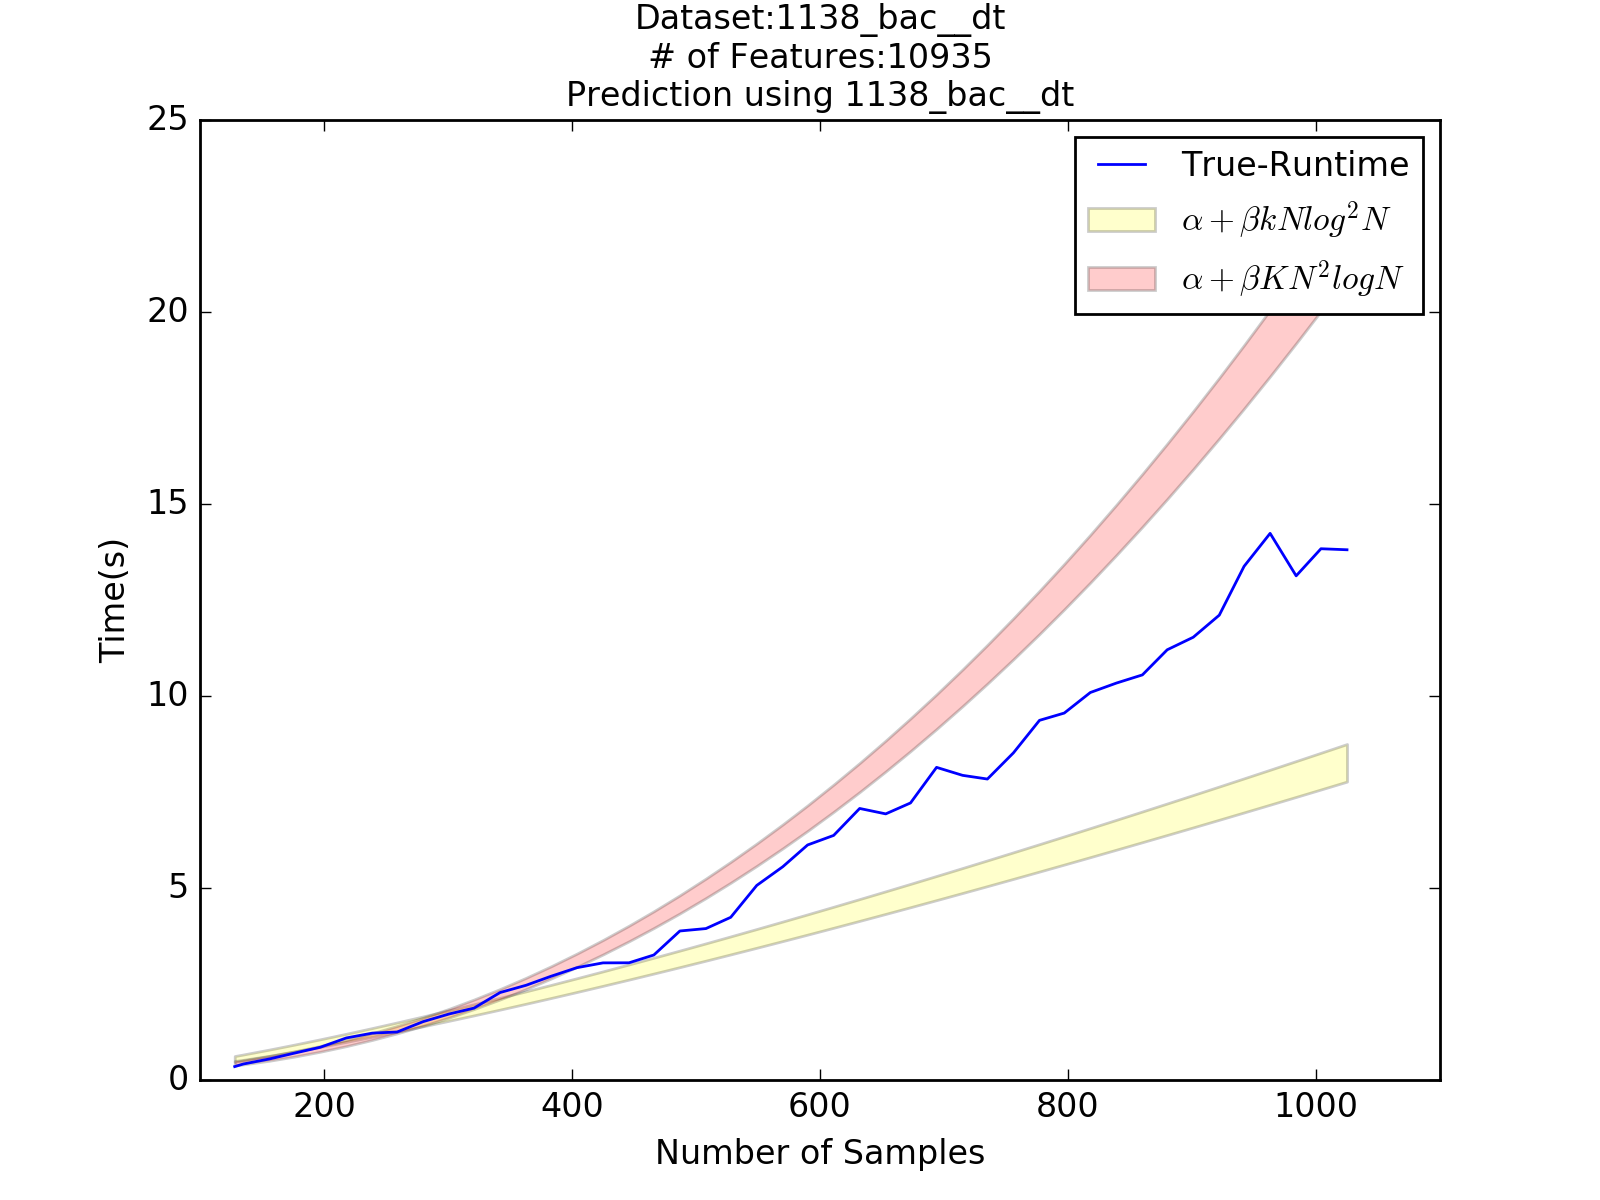 Dataset:1138_bac__dt
# of Features:10935
Prediction using 1138_bac__dt
25
20
15
10
5
0
Time(s)
True-Runtime
α + βkNlog²N
α + βKN²logN
200 400 600 800 1000
Number of Samples